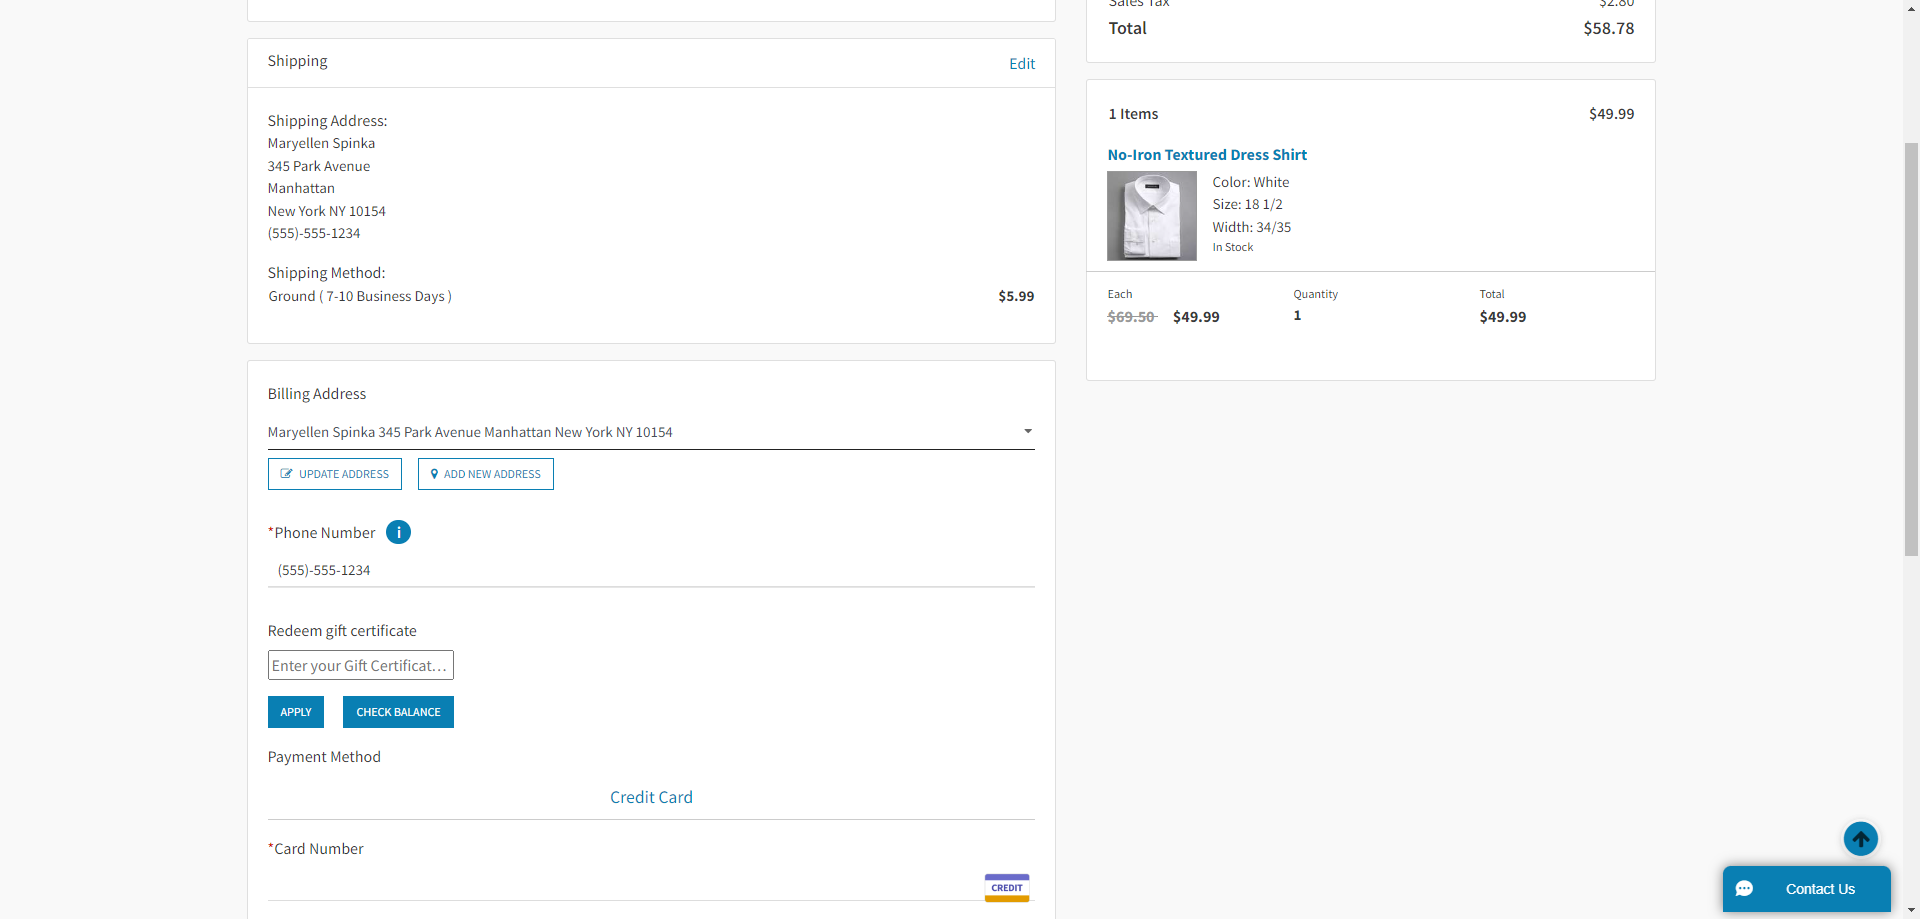 Shipping
Edit
Shipping Address:
Maryellen Spinka
345 Park Avenue
Manhattan
New York NY 10154
(555)-555-1234
Shipping Method:
Ground ( 7-10 Business Days )
$5.99
Billing Address
Maryellen Spinka 345 Park Avenue Manhattan New York NY 10154
UPDATE ADDRESS
ADD NEW ADDRESS
*Phone Number i
(555)-555-1234
Redeem gift certificate
Enter your Gift Certificat...
APPLY
CHECK BALANCE
Payment Method
Credit Card
*Card Number
CREDIT
Sales Tax
$2.80
Total
$58.78
1 Items
$49.99
No-Iron Textured Dress Shirt
Color: White
Size: 18 1/2
Width: 34/35
In Stock
Each
Quantity
Total
$69.50 $49.99
1
$49.99
Contact Us